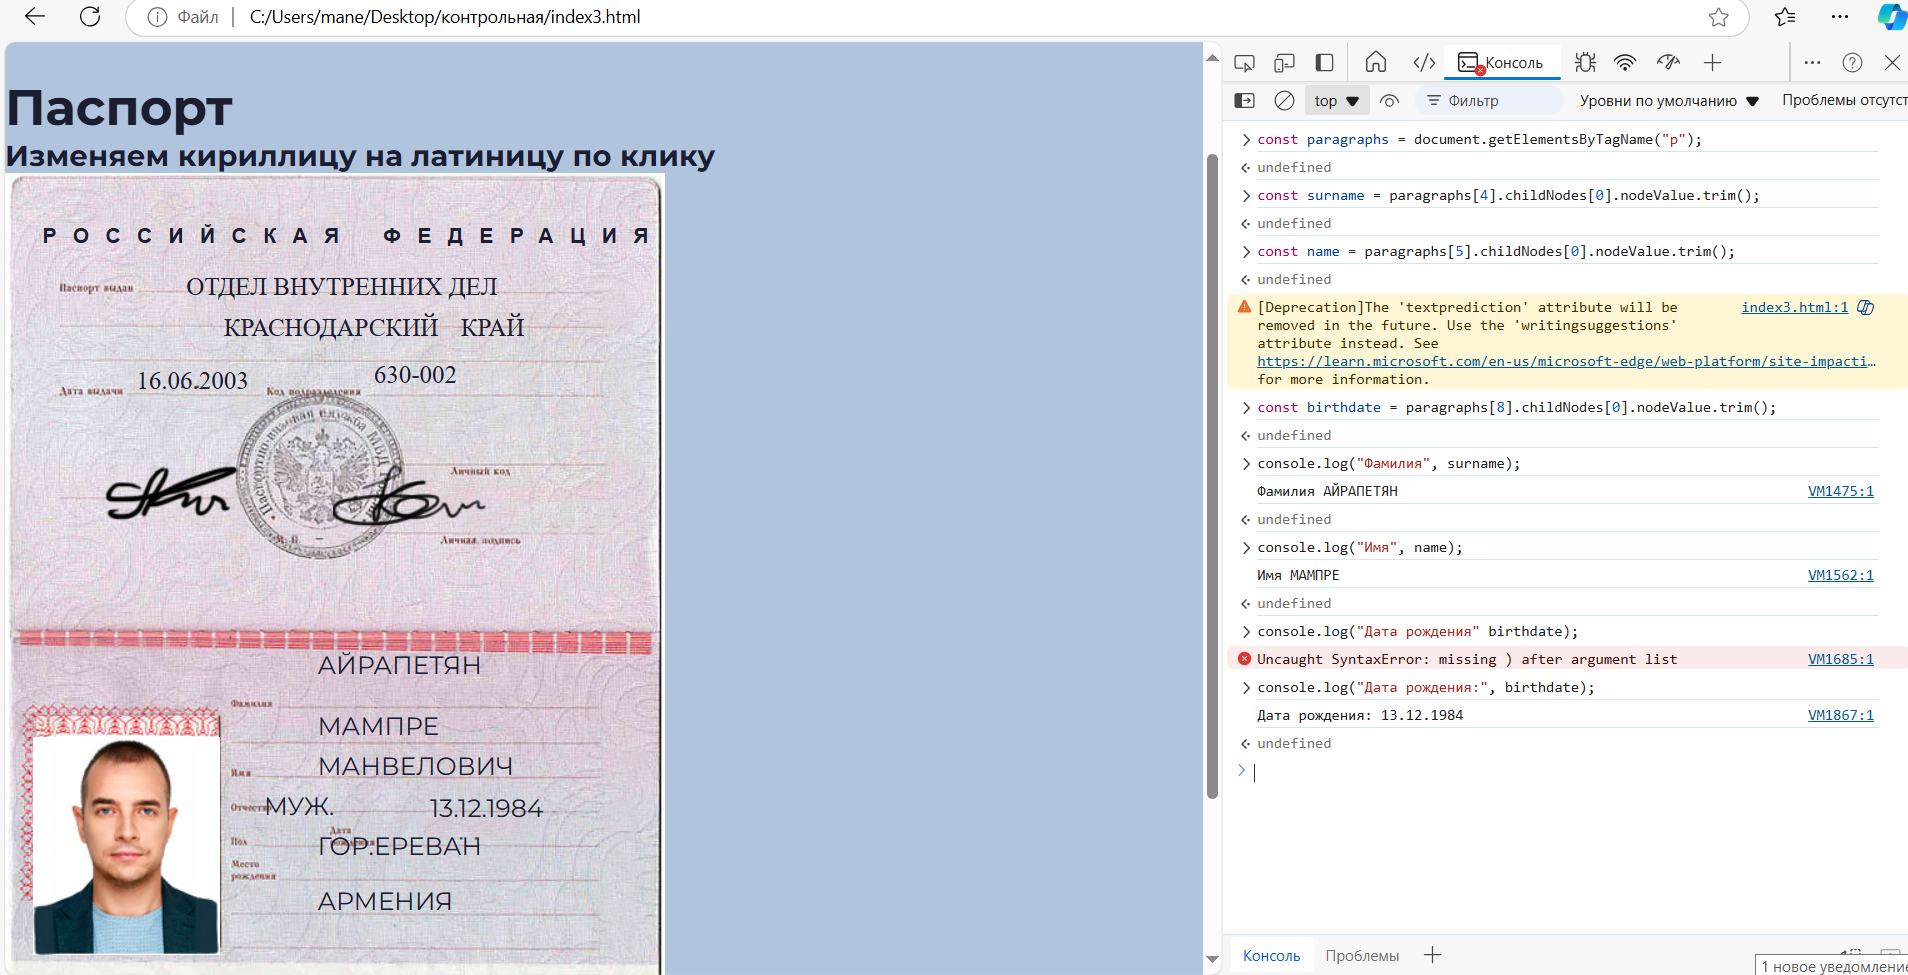 Файл
C:/Users/mane/Desktop/контрольная/index3.html
Паспорт
Изменяем кириллицу на латиницу по клику
РОССИЙСКАЯ ФЕДЕРАЦИЯ
Паспорт выдан ОТДЕЛ ВНУТРЕННИХ ДЕЛ
КРАСНОДАРСКИЙ КРАЙ
Дата выдачи 16.06.2003 Код подразделения 630-002
Паспортно-визовая служба МВД
Личный код
Личная подпись
АЙРАПЕТЯН
Фамилия
МАМПРЕ
Имя МАНВЕЛОВИЧ
Отчество МУЖ. 13.12.1984
Пол Дата рождения ГОР.ЕРЕВАН
Место
рождения
АРМЕНИЯ
Консоль
top Фильтр Уровни по умолчанию Проблемы отсутст
const paragraphs = document.getElementsByTagName("p");
undefined
const surname = paragraphs[4].childNodes[0].nodeValue.trim();
undefined
const name = paragraphs[5].childNodes[0].nodeValue.trim();
undefined
[Deprecation]The 'textprediction' attribute will be index3.html:1
removed in the future. Use the 'writingsuggestions'
attribute instead. See
https://learn.microsoft.com/en-us/microsoft-edge/web-platform/site-impacti…
for more information.
const birthdate = paragraphs[8].childNodes[0].nodeValue.trim();
undefined
console.log("Фамилия", surname);
Фамилия АЙРАПЕТЯН VM1475:1
undefined
console.log("Имя", name);
Имя МАМПРЕ VM1562:1
undefined
console.log("Дата рождения" birthdate);
Uncaught SyntaxError: missing ) after argument list VM1685:1
console.log("Дата рождения:", birthdate);
Дата рождения: 13.12.1984 VM1867:1
undefined
Консоль Проблемы
1 новое уведомление